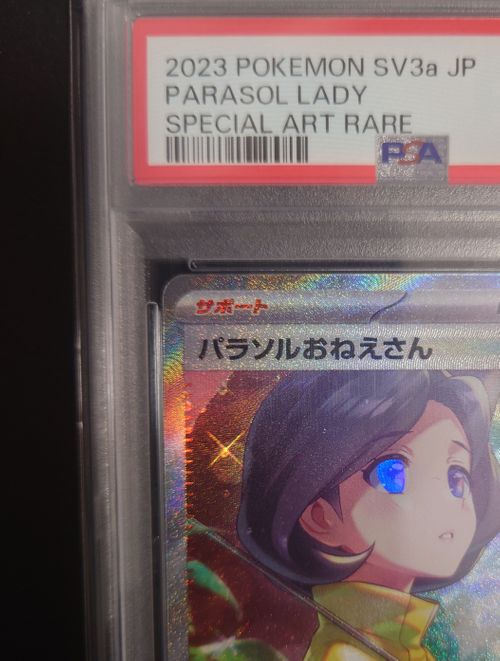 2023 POKEMON SV3a JP
PARASOL LADY
SPECIAL ART RARE
PSA
サポート
パラソルおねえさん